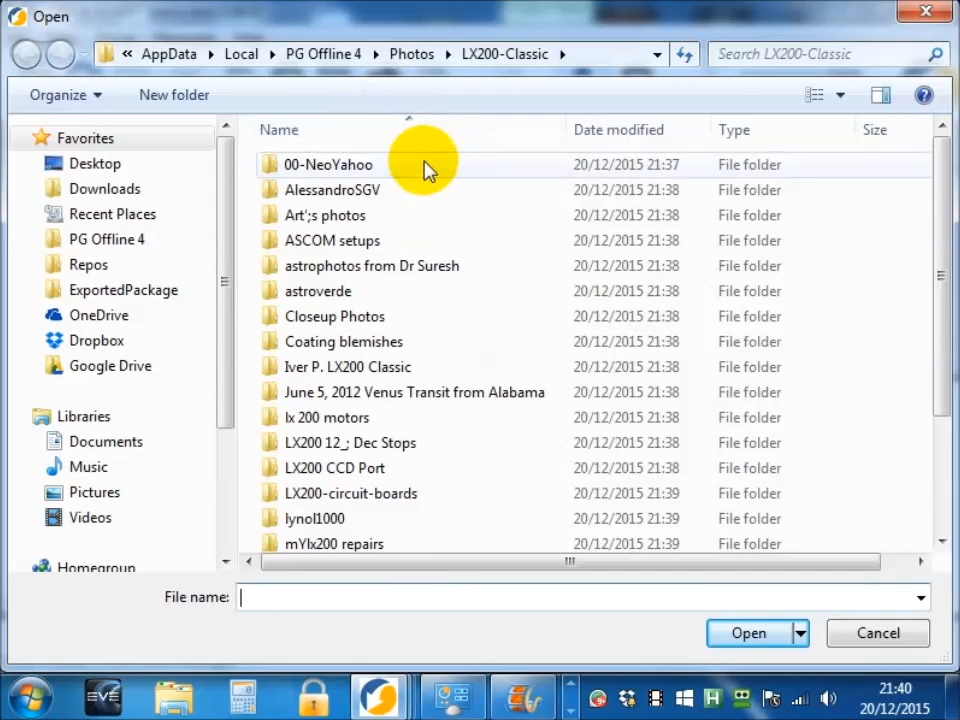 Open
« AppData Local PG Offline 4 Photos LX200-Classic Search LX200-Classic
Organize New folder
Name Date modified Type Size
Favorites
Desktop
Downloads
Recent Places
PG Offline 4
Repos
ExportedPackage
OneDrive
Dropbox
Google Drive
Libraries
Documents
Music
Pictures
Videos
Homegroup
00-NeoYahoo 20/12/2015 21:37 File folder
AlessandroSGV 20/12/2015 21:38 File folder
Art';s photos 20/12/2015 21:38 File folder
ASCOM setups 20/12/2015 21:38 File folder
astrophotos from Dr Suresh 20/12/2015 21:38 File folder
astroverde 20/12/2015 21:38 File folder
Closeup Photos 20/12/2015 21:38 File folder
Coating blemishes 20/12/2015 21:38 File folder
Iver P. LX200 Classic 20/12/2015 21:38 File folder
June 5, 2012 Venus Transit from Alabama 20/12/2015 21:38 File folder
lx 200 motors 20/12/2015 21:38 File folder
LX200 12_; Dec Stops 20/12/2015 21:38 File folder
LX200 CCD Port 20/12/2015 21:38 File folder
LX200-circuit-boards 20/12/2015 21:39 File folder
lynol1000 20/12/2015 21:39 File folder
mYlx200 repairs 20/12/2015 21:39 File folder
File name:
Open Cancel
EVE
H
21:40
20/12/2015